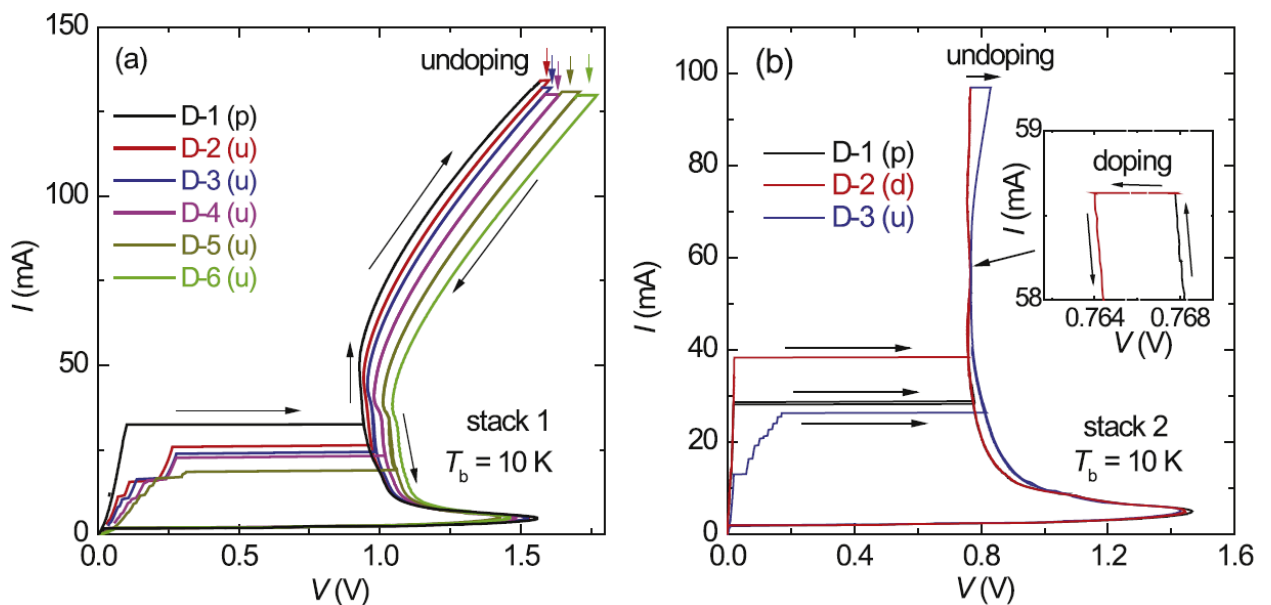 (a)
undoping
D-1 (p)
D-2 (u)
D-3 (u)
D-4 (u)
D-5 (u)
D-6 (u)
stack 1
T_b = 10 K
150
100
50
0
I (mA)
0.0 0.5 1.0 1.5
V (V)
(b)
undoping
D-1 (p)
D-2 (d)
D-3 (u)
59
doping
58
I (mA)
0.764 0.768
V (V)
stack 2
T_b = 10 K
100
80
60
40
20
0
I (mA)
0.0 0.4 0.8 1.2 1.6
V (V)